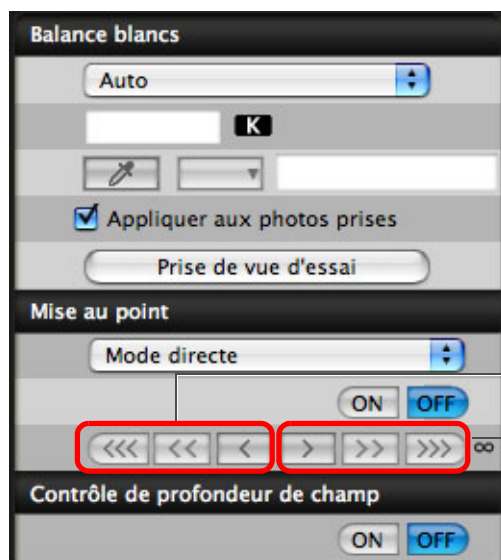 Balance blancs
Auto
K
Appliquer aux photos prises
Prise de vue d'essai
Mise au point
Mode directe
ON OFF
<<< << < > >> >>> ∞
Contrôle de profondeur de champ
ON OFF